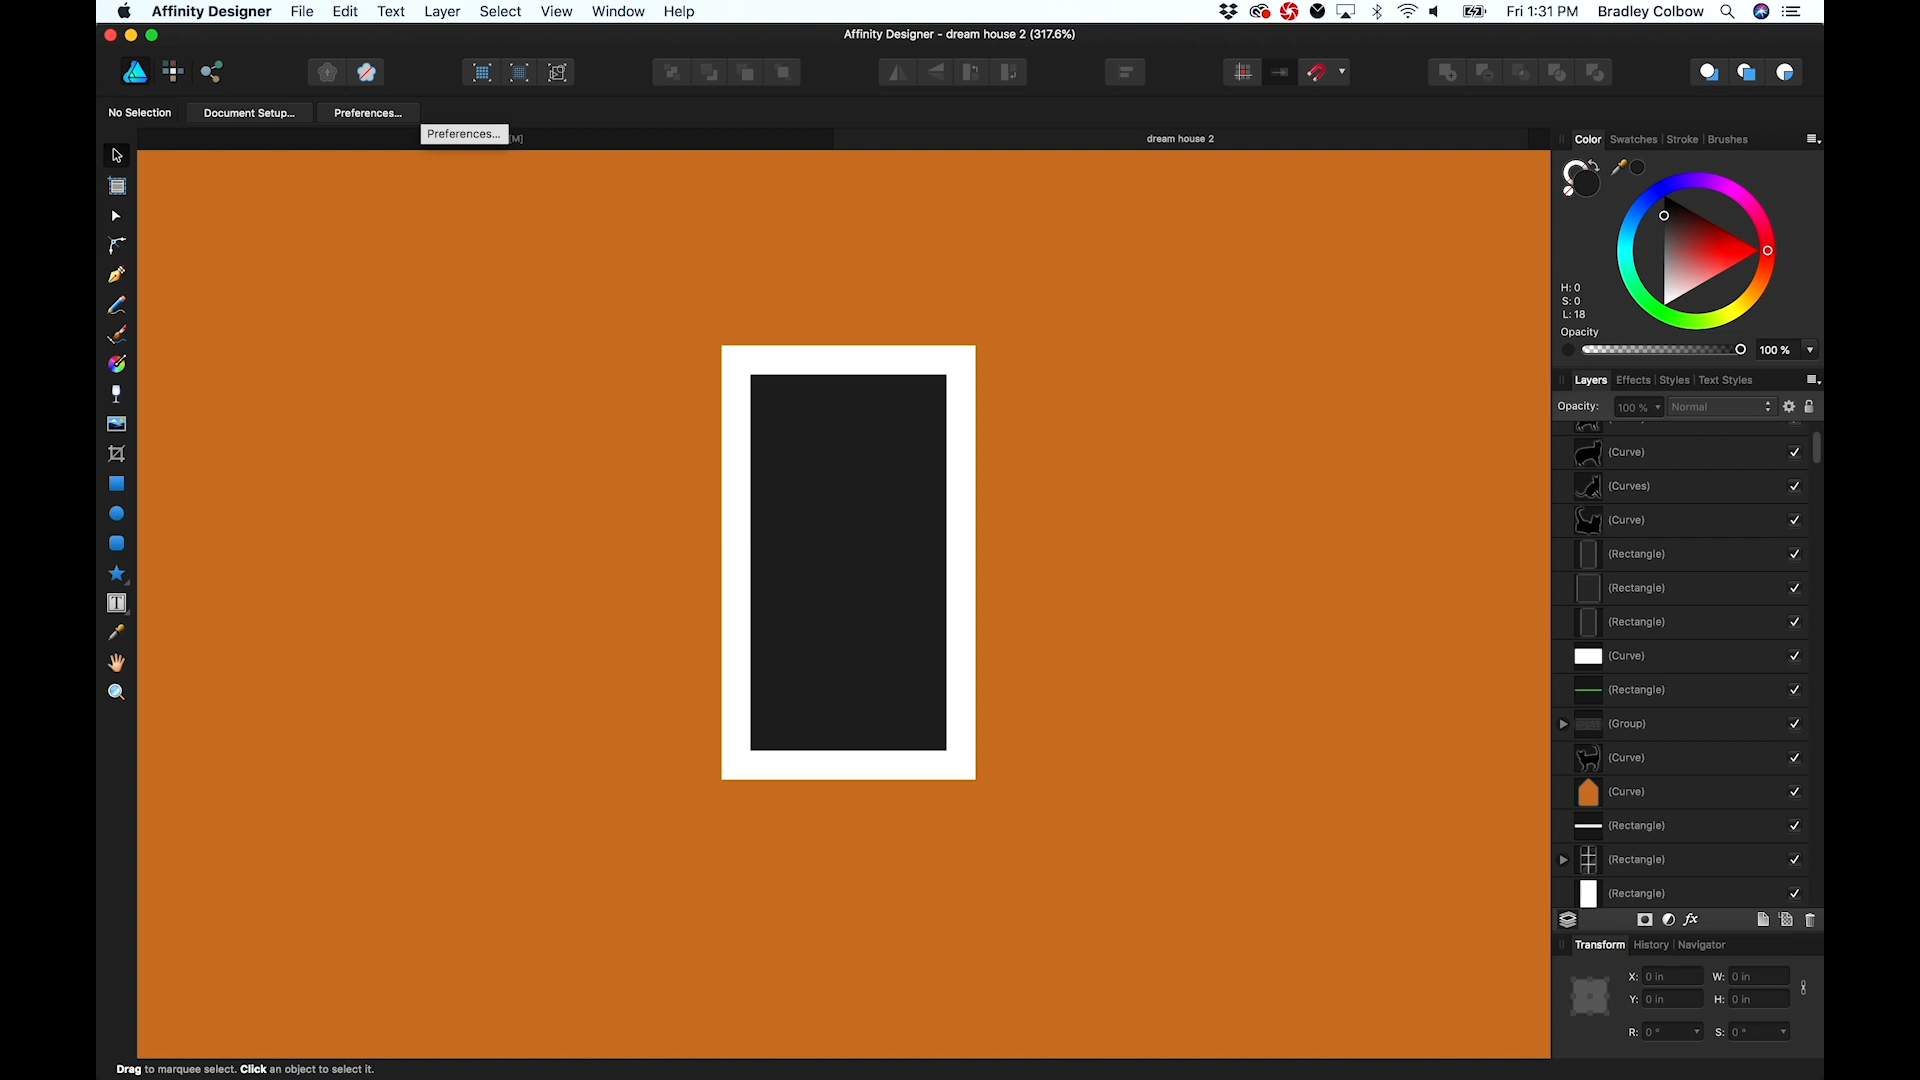 Affinity Designer File Edit Text Layer Select View Window Help
Fri 1:31 PM Bradley Colbow
Affinity Designer - dream house 2 (317.6%)
No Selection Document Setup... Preferences...
Preferences... [M]
dream house 2
Color Swatches Stroke Brushes
H: 0
S: 0
L: 18
Opacity
100 %
Layers Effects Styles Text Styles
Opacity: 100 % Normal
(Curve)
(Curves)
(Curve)
(Rectangle)
(Rectangle)
(Rectangle)
(Curve)
(Rectangle)
(Group)
(Curve)
(Curve)
(Rectangle)
(Rectangle)
(Rectangle)
fx
Transform History Navigator
X: 0 in W: 0 in
Y: 0 in H: 0 in
R: 0 ° S: 0 °
Drag to marquee select. Click an object to select it.